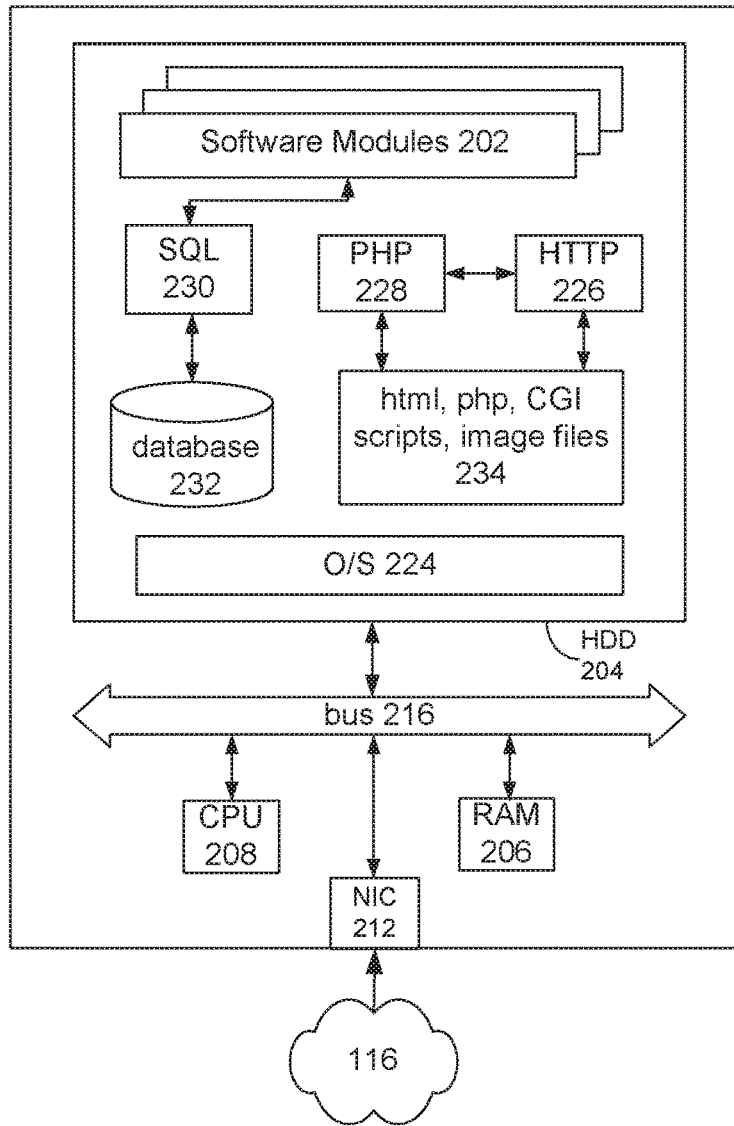 Software Modules 202
SQL
230
PHP
228
HTTP
226
database
232
html, php, CGI
scripts, image files
234
O/S 224
HDD
204
bus 216
CPU
208
RAM
206
NIC
212
116